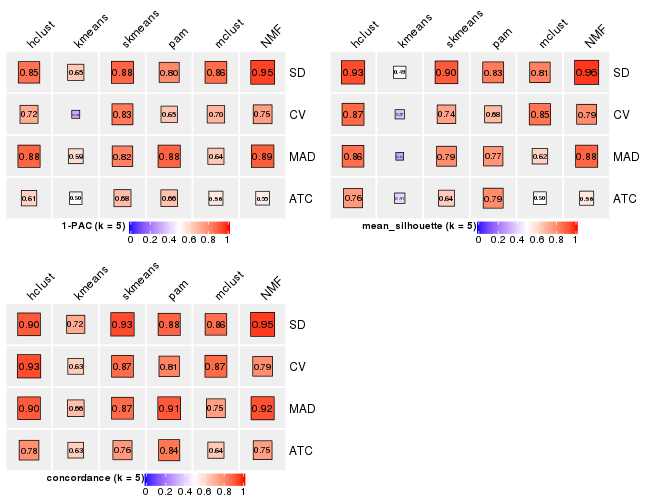 hclust kmeans skmeans pam mclust NMF
0.85 0.65 0.88 0.80 0.86 0.95 SD
0.72 0.83 0.65 0.70 0.75 CV
0.88 0.59 0.82 0.88 0.64 0.89 MAD
0.61 0.50 0.68 0.66 0.56 0.55 ATC
1-PAC (k = 5)
0 0.2 0.4 0.6 0.8 1
hclust kmeans skmeans pam mclust NMF
0.93 0.49 0.90 0.83 0.81 0.96 SD
0.87 0.74 0.68 0.85 0.79 CV
0.86 0.79 0.77 0.62 0.88 MAD
0.76 0.64 0.79 0.50 0.56 ATC
mean_silhouette (k = 5)
0 0.2 0.4 0.6 0.8 1
hclust kmeans skmeans pam mclust NMF
0.90 0.72 0.93 0.88 0.86 0.95 SD
0.93 0.63 0.87 0.81 0.87 0.79 CV
0.90 0.66 0.87 0.91 0.75 0.92 MAD
0.78 0.63 0.76 0.84 0.64 0.75 ATC
concordance (k = 5)
0 0.2 0.4 0.6 0.8 1